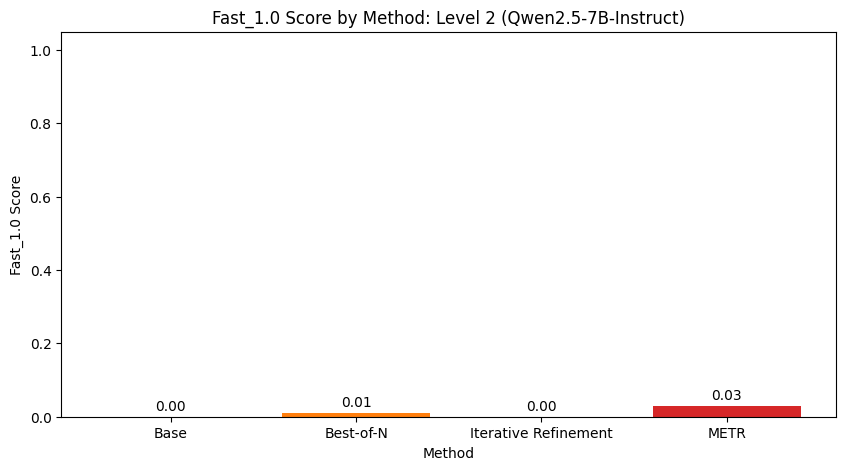 Fast_1.0 Score by Method: Level 2 (Qwen2.5-7B-Instruct)
Fast_1.0 Score
1.0
0.8
0.6
0.4
0.2
0.0
0.00
0.01
0.00
0.03
Base
Best-of-N
Iterative Refinement
METR
Method